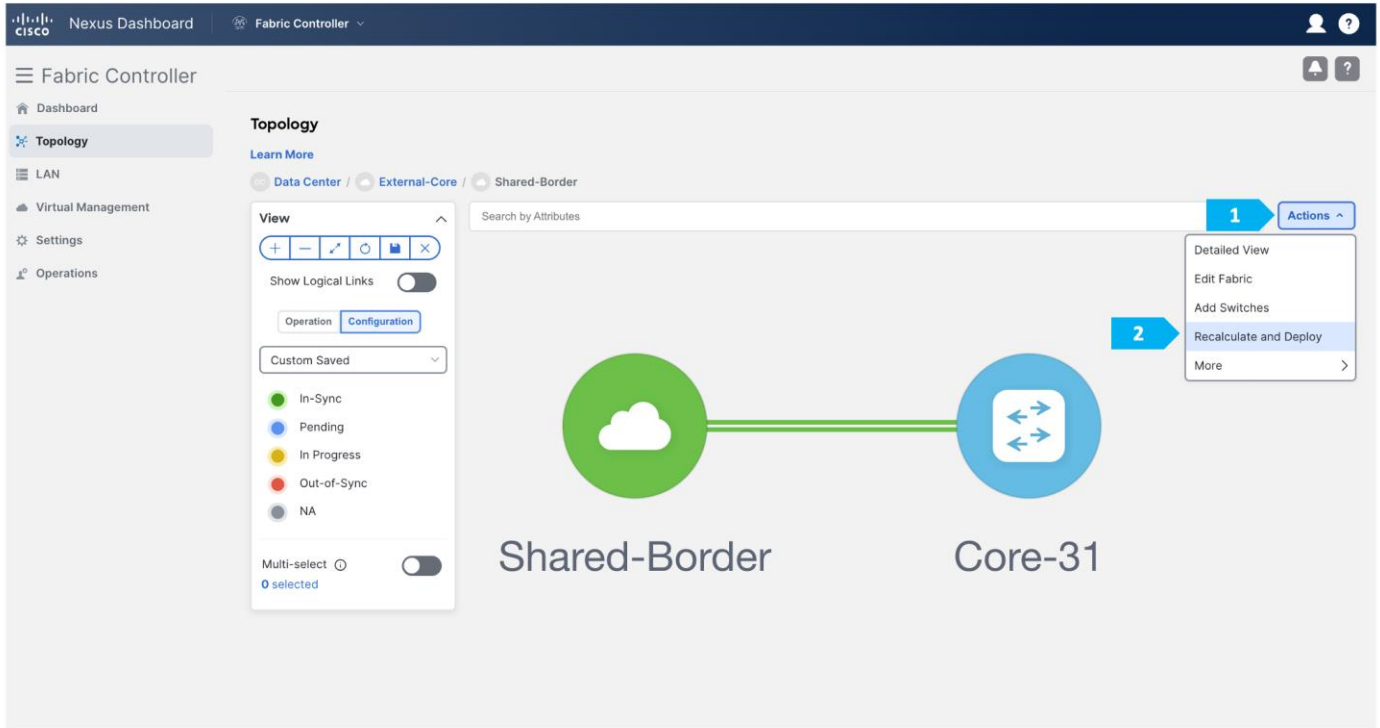 cisco Nexus Dashboard Fabric Controller ?
Fabric Controller ?
Dashboard
Topology
LAN
Virtual Management
Settings
Operations
Topology
Learn More
Data Center / External-Core / Shared-Border
View
Search by Attributes
1
Actions
Show Logical Links
Operation Configuration
Custom Saved
In-Sync
Pending
In Progress
Out-of-Sync
NA
Multi-select
0 selected
Detailed View
Edit Fabric
Add Switches
2
Recalculate and Deploy
More
Shared-Border
Core-31